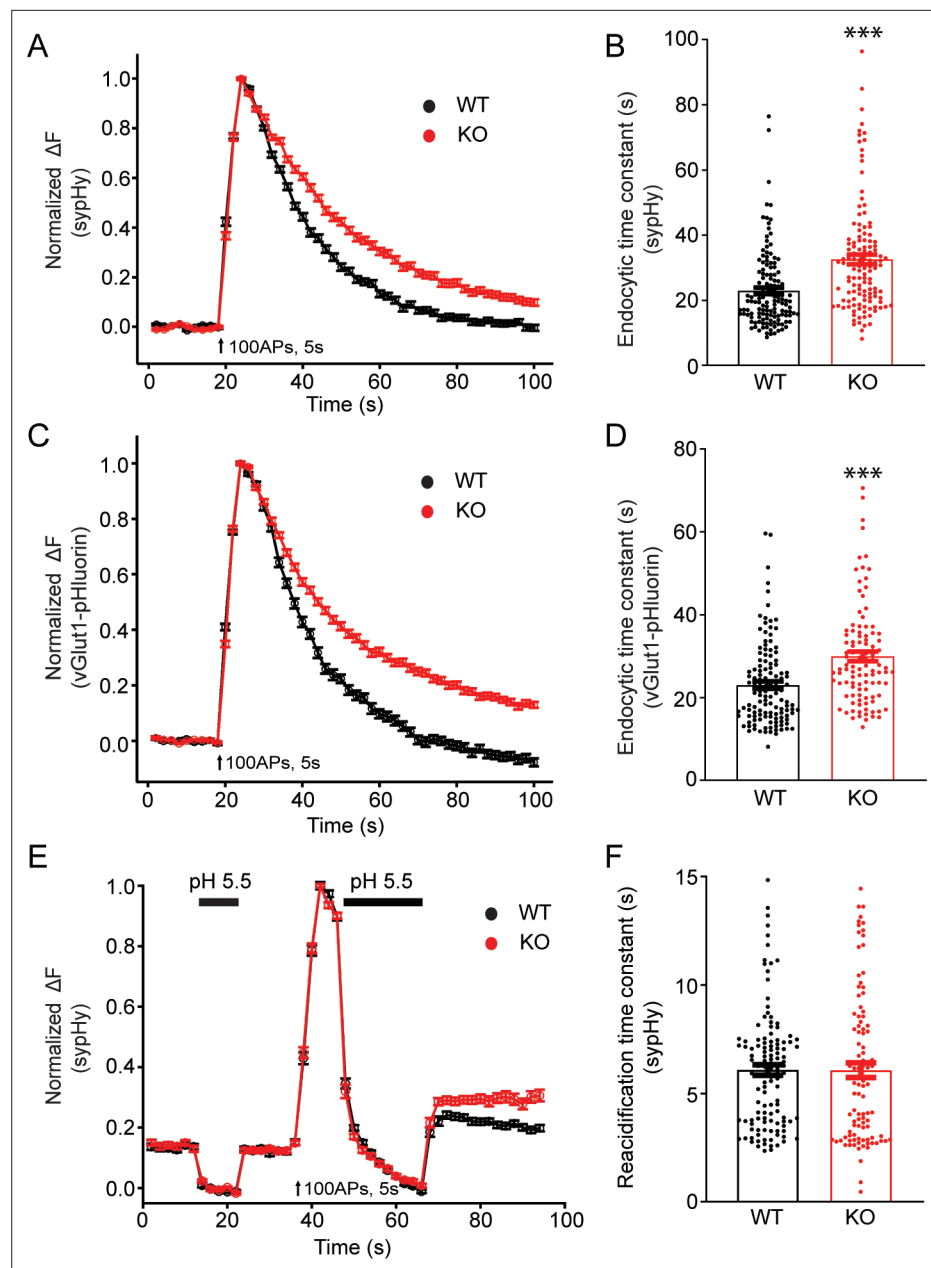 A
Normalized ΔF
(sypHy)
1.0
0.8
0.6
0.4
0.2
0.0
WT
KO
100APs, 5s
0
20
40
60
80
100
Time (s)
B
Endocytic time constant (s)
(sypHy)
100
80
60
40
20
0
***
WT
KO
C
Normalized ΔF
(vGlut1-pHluorin)
1.0
0.8
0.6
0.4
0.2
0.0
WT
KO
100APs, 5s
0
20
40
60
80
100
Time (s)
D
Endocytic time constant (s)
(vGlut1-pHluorin)
80
60
40
20
0
***
WT
KO
E
Normalized ΔF
(sypHy)
1.0
0.8
0.6
0.4
0.2
0.0
pH 5.5
pH 5.5
WT
KO
100APs, 5s
0
20
40
60
80
100
Time (s)
F
Reacidification time constant (s)
(sypHy)
15
10
5
0
WT
KO